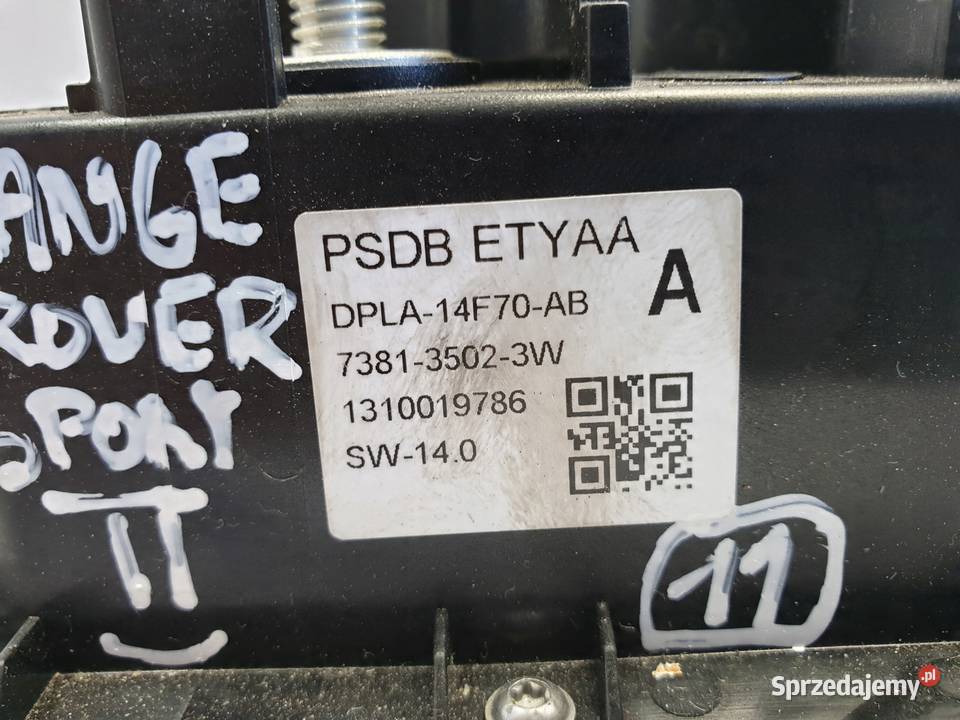 ANGE
ROVER
SPORT
II
PSDB ETYAA
A
DPLA-14F70-AB
7381-3502-3W
1310019786
SW-14.0
11
Sprzedajemy.pl